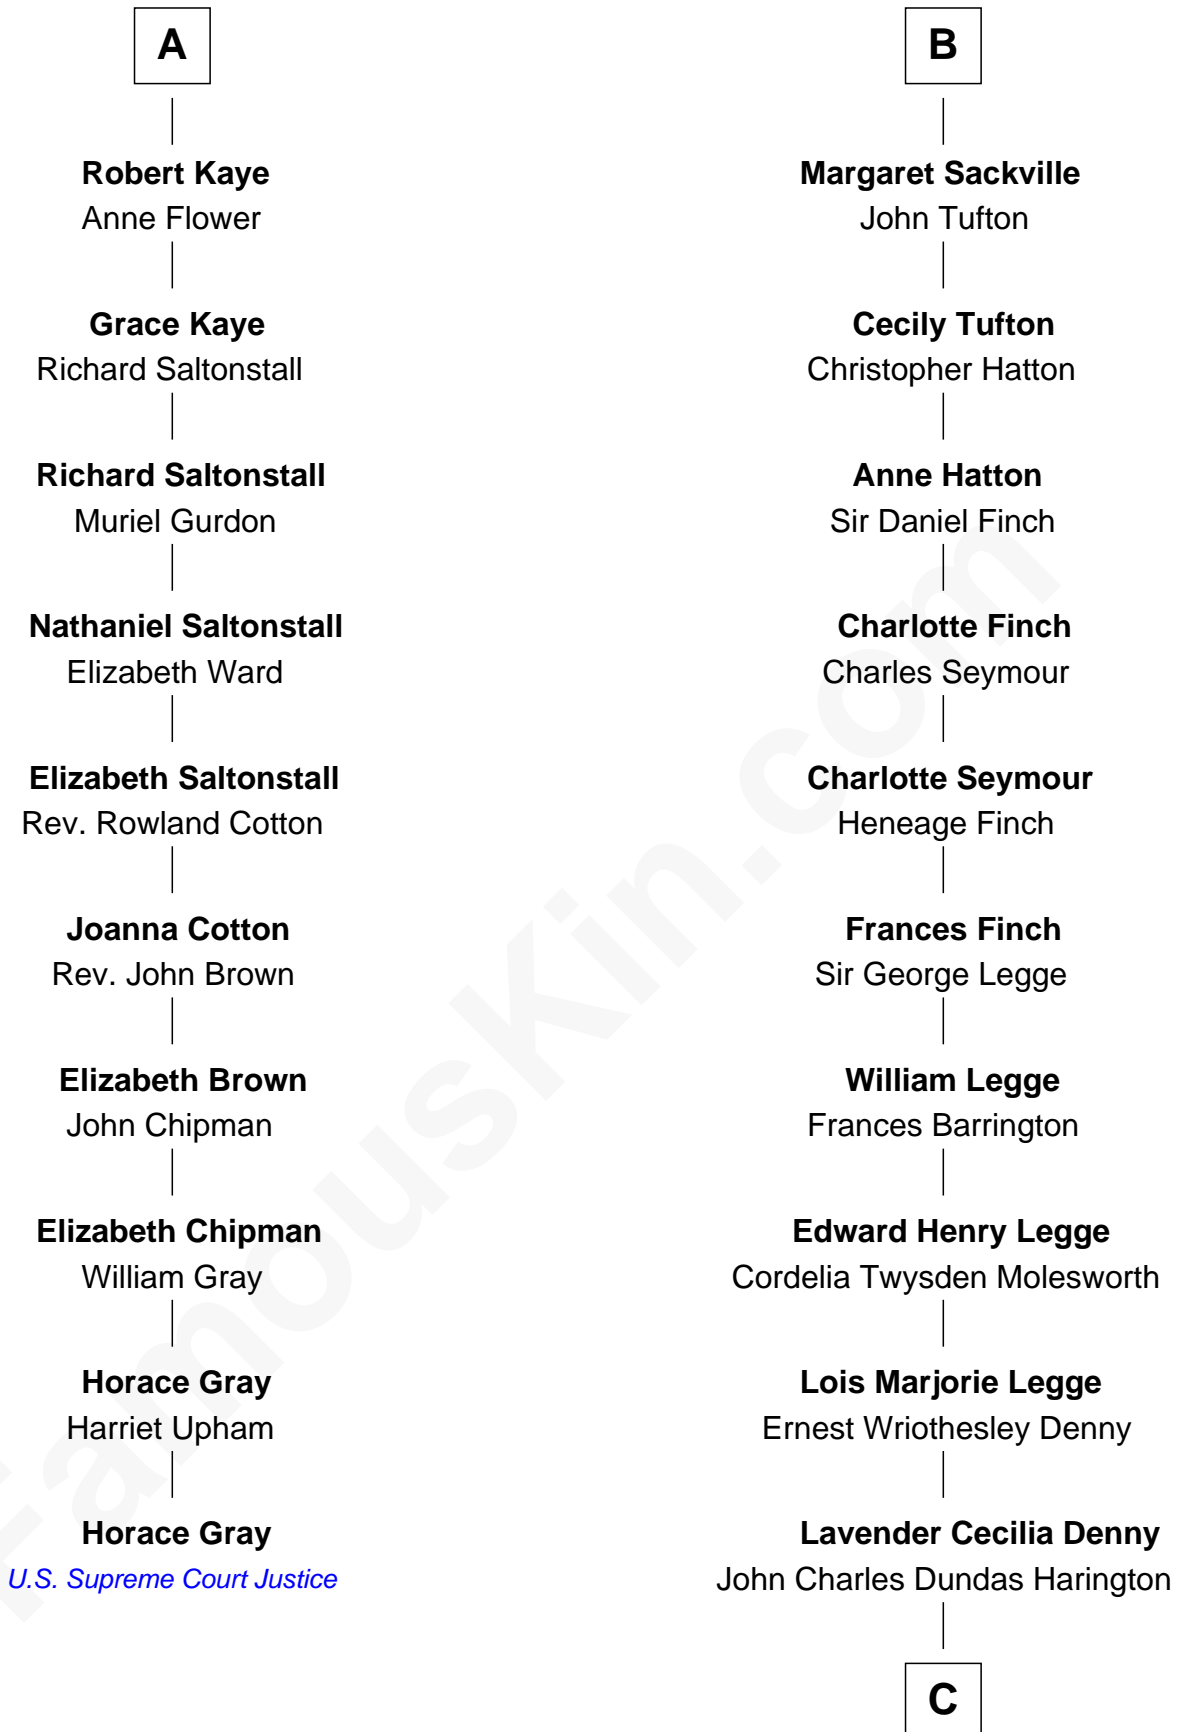 A
Robert Kaye
Anne Flower
Grace Kaye
Richard Saltonstall
Richard Saltonstall
Muriel Gurdon
Nathaniel Saltonstall
Elizabeth Ward
Elizabeth Saltonstall
Rev. Rowland Cotton
Joanna Cotton
Rev. John Brown
Elizabeth Brown
John Chipman
Elizabeth Chipman
William Gray
Horace Gray
Harriet Upham
Horace Gray
U.S. Supreme Court Justice
B
Margaret Sackville
John Tufton
Cecily Tufton
Christopher Hatton
Anne Hatton
Sir Daniel Finch
Charlotte Finch
Charles Seymour
Charlotte Seymour
Heneage Finch
Frances Finch
Sir George Legge
William Legge
Frances Barrington
Edward Henry Legge
Cordelia Twysden Molesworth
Lois Marjorie Legge
Ernest Wriothesley Denny
Lavender Cecilia Denny
John Charles Dundas Harington
C
FamousKin.com